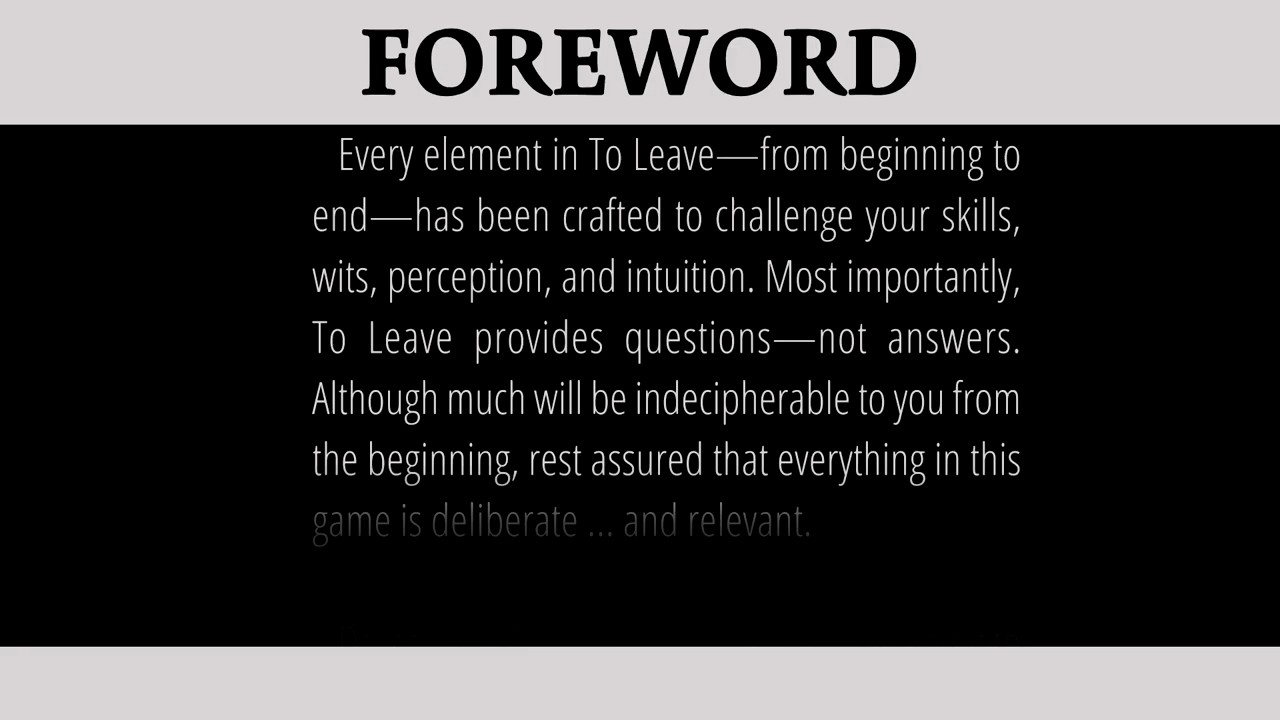 FOREWORD
Every element in To Leave—from beginning to
end—has been crafted to challenge your skills,
wits, perception, and intuition. Most importantly,
To Leave provides questions—not answers.
Although much will be indecipherable to you from
the beginning, rest assured that everything in this
game is deliberate ... and relevant.